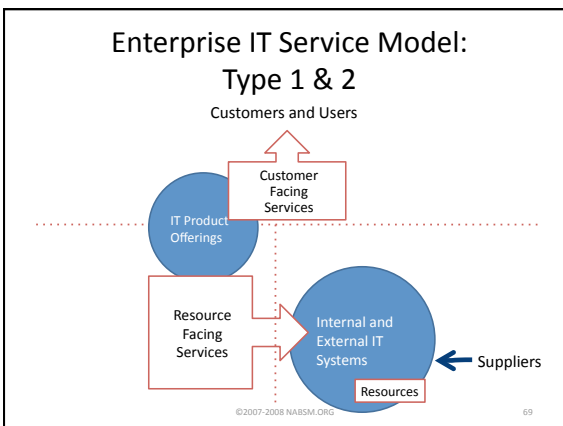 Enterprise IT Service Model:
Type 1 & 2
Customers and Users
Customer
Facing
Services
IT Product
Offerings
Resource
Facing
Services
Internal and
External IT
Systems
Suppliers
Resources
©2007-2008 NABSM.ORG
69